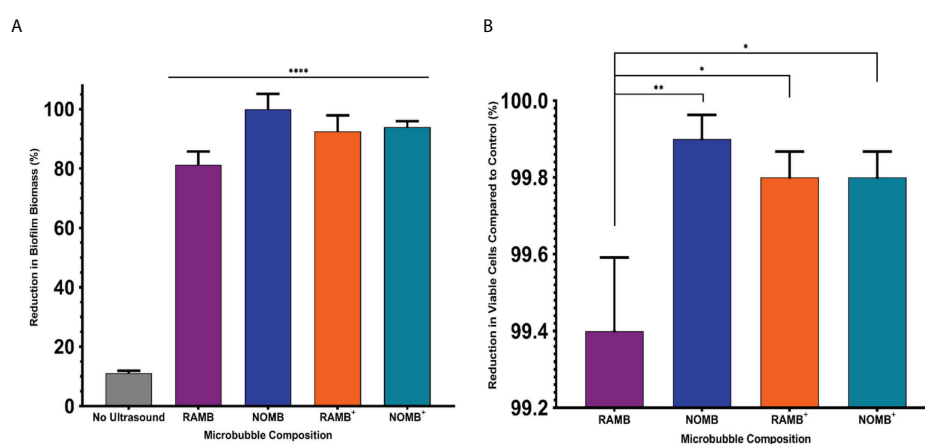 A
Reduction in Biofilm Biomass (%)
100
80
60
40
20
0
****
No Ultrasound RAMB NOMB RAMB⁺ NOMB⁺
Microbubble Composition
B
Reduction in Viable Cells Compared to Control (%)
100.0
99.8
99.6
99.4
99.2
*
*
**
RAMB NOMB RAMB⁺ NOMB⁺
Microbubble Composition